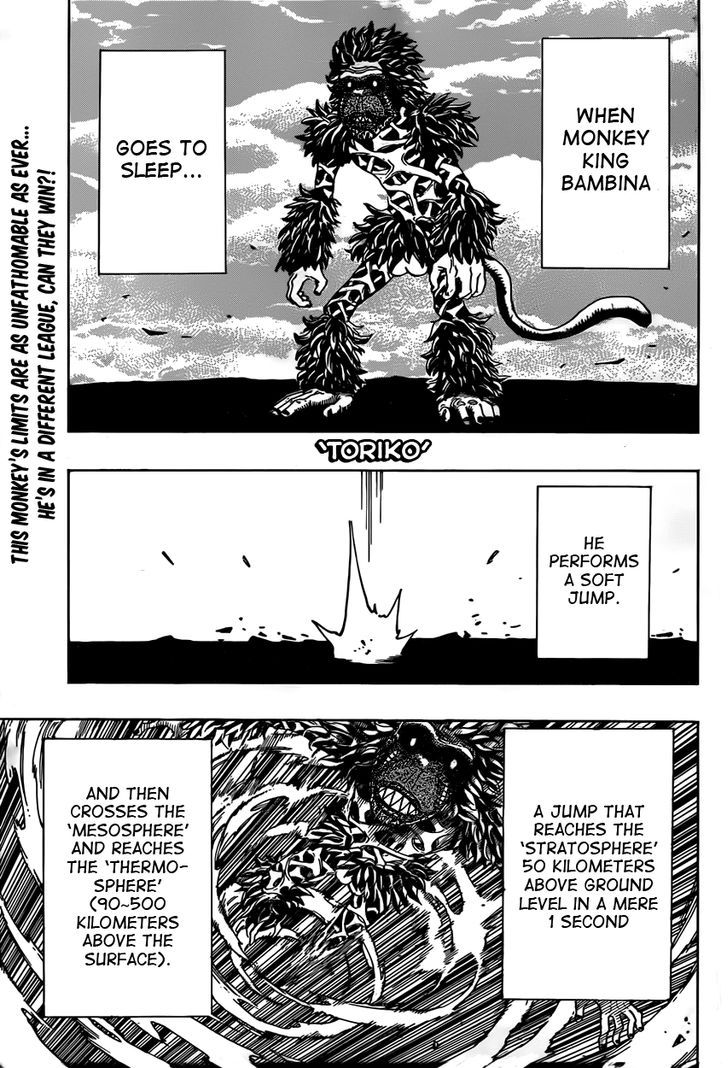 THIS MONKEY'S LIMITS ARE AS UNFATHOMABLE AS EVER...
HE'S IN A DIFFERENT LEAGUE, CAN THEY WIN?!
WHEN
MONKEY
KING
BAMBINA
GOES TO
SLEEP...
'TORIKO'
HE
PERFORMS
A SOFT
JUMP.
A JUMP THAT
REACHES THE
'STRATOSPHERE'
50 KILOMETERS
ABOVE GROUND
LEVEL IN A MERE
1 SECOND
AND THEN
CROSSES THE
'MESOSPHERE'
AND REACHES
THE 'THERMO-
SPHERE'
(90~500
KILOMETERS
ABOVE THE
SURFACE).